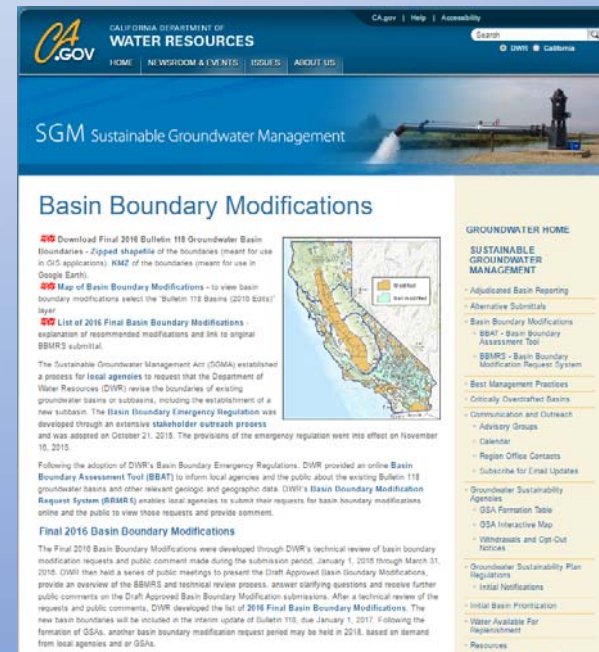 CA.gov | Help | Accessibility
CA
.GOV
CALIFORNIA DEPARTMENT OF
WATER RESOURCES
Search
DWR California
HOME NEWSROOM & EVENTS ISSUES ABOUT US
SGM Sustainable Groundwater Management
Basin Boundary Modifications
Download Final 2016 Bulletin 118 Groundwater Basin
Boundaries - Zipped shapefile of the boundaries (meant for use
in GIS applications). KMZ of the boundaries (meant for use in
Google Earth).
Map of Basin Boundary Modifications - to view basin
boundary modifications select the "Bulletin 118 Basins (2016 Edits)"
layer
List of 2016 Final Basin Boundary Modifications -
explanation of recommended modifications and link to original
BBMRS submittal.
Modified
The Sustainable Groundwater Management Act (SGMA) established
a process for local agencies to request that the Department of
Water Resources (DWR) revise the boundaries of existing
groundwater basins or subbasins, including the establishment of a
new subbasin. The Basin Boundary Emergency Regulation was
developed through an extensive stakeholder outreach process
and was adopted on October 21, 2015. The provisions of the emergency regulation went into effect on November
16, 2015.
Following the adoption of DWR's Basin Boundary Emergency Regulations, DWR provided an online Basin
Boundary Assessment Tool (BBAT) to inform local agencies and the public about the existing Bulletin 118
groundwater basins and other relevant geologic and geographic data. DWR's Basin Boundary Modification
Request System (BBMRS) enables local agencies to submit their requests for basin boundary modifications
online and the public to view those requests and provide comment.
Final 2016 Basin Boundary Modifications
The Final 2016 Basin Boundary Modifications were developed through DWR's technical review of basin boundary
modification requests and public comment made during the submission period, January 1, 2016 through March 31,
2016. DWR then held a series of public meetings to present the Draft Approved Basin Boundary Modifications,
provide an overview of the BBMRS and technical review process, answer clarifying questions and receive further
public comments on the Draft Approved Basin Boundary Modification submissions. After a technical review of the
requests and public comments, DWR developed the list of 2016 Final Basin Boundary Modifications. The
new basin boundaries will be included in the interim update of Bulletin 118, due January 1, 2017. Following the
formation of GSAs, another basin boundary modification request period may be held in 2018, based on demand
from local agencies and or GSAs.
GROUNDWATER HOME
SUSTAINABLE
GROUNDWATER
MANAGEMENT
Adjudicated Basin Reporting
Alternative Submittals
Basin Boundary Modifications
BBAT - Basin Boundary
Assessment Tool
BBMRS - Basin Boundary
Modification Request System
Best Management Practices
Critically Overdrafted Basins
Communication and Outreach
Advisory Groups
Calendar
Region Office Contacts
Subscribe for Email Updates
Groundwater Sustainability
Agencies
GSA Formation Table
GSA Interactive Map
Withdrawals and Opt-Out
Notices
Groundwater Sustainability Plan
Regulations
Initial Notifications
Initial Basin Prioritization
Water Available For
Replenishment
Resources